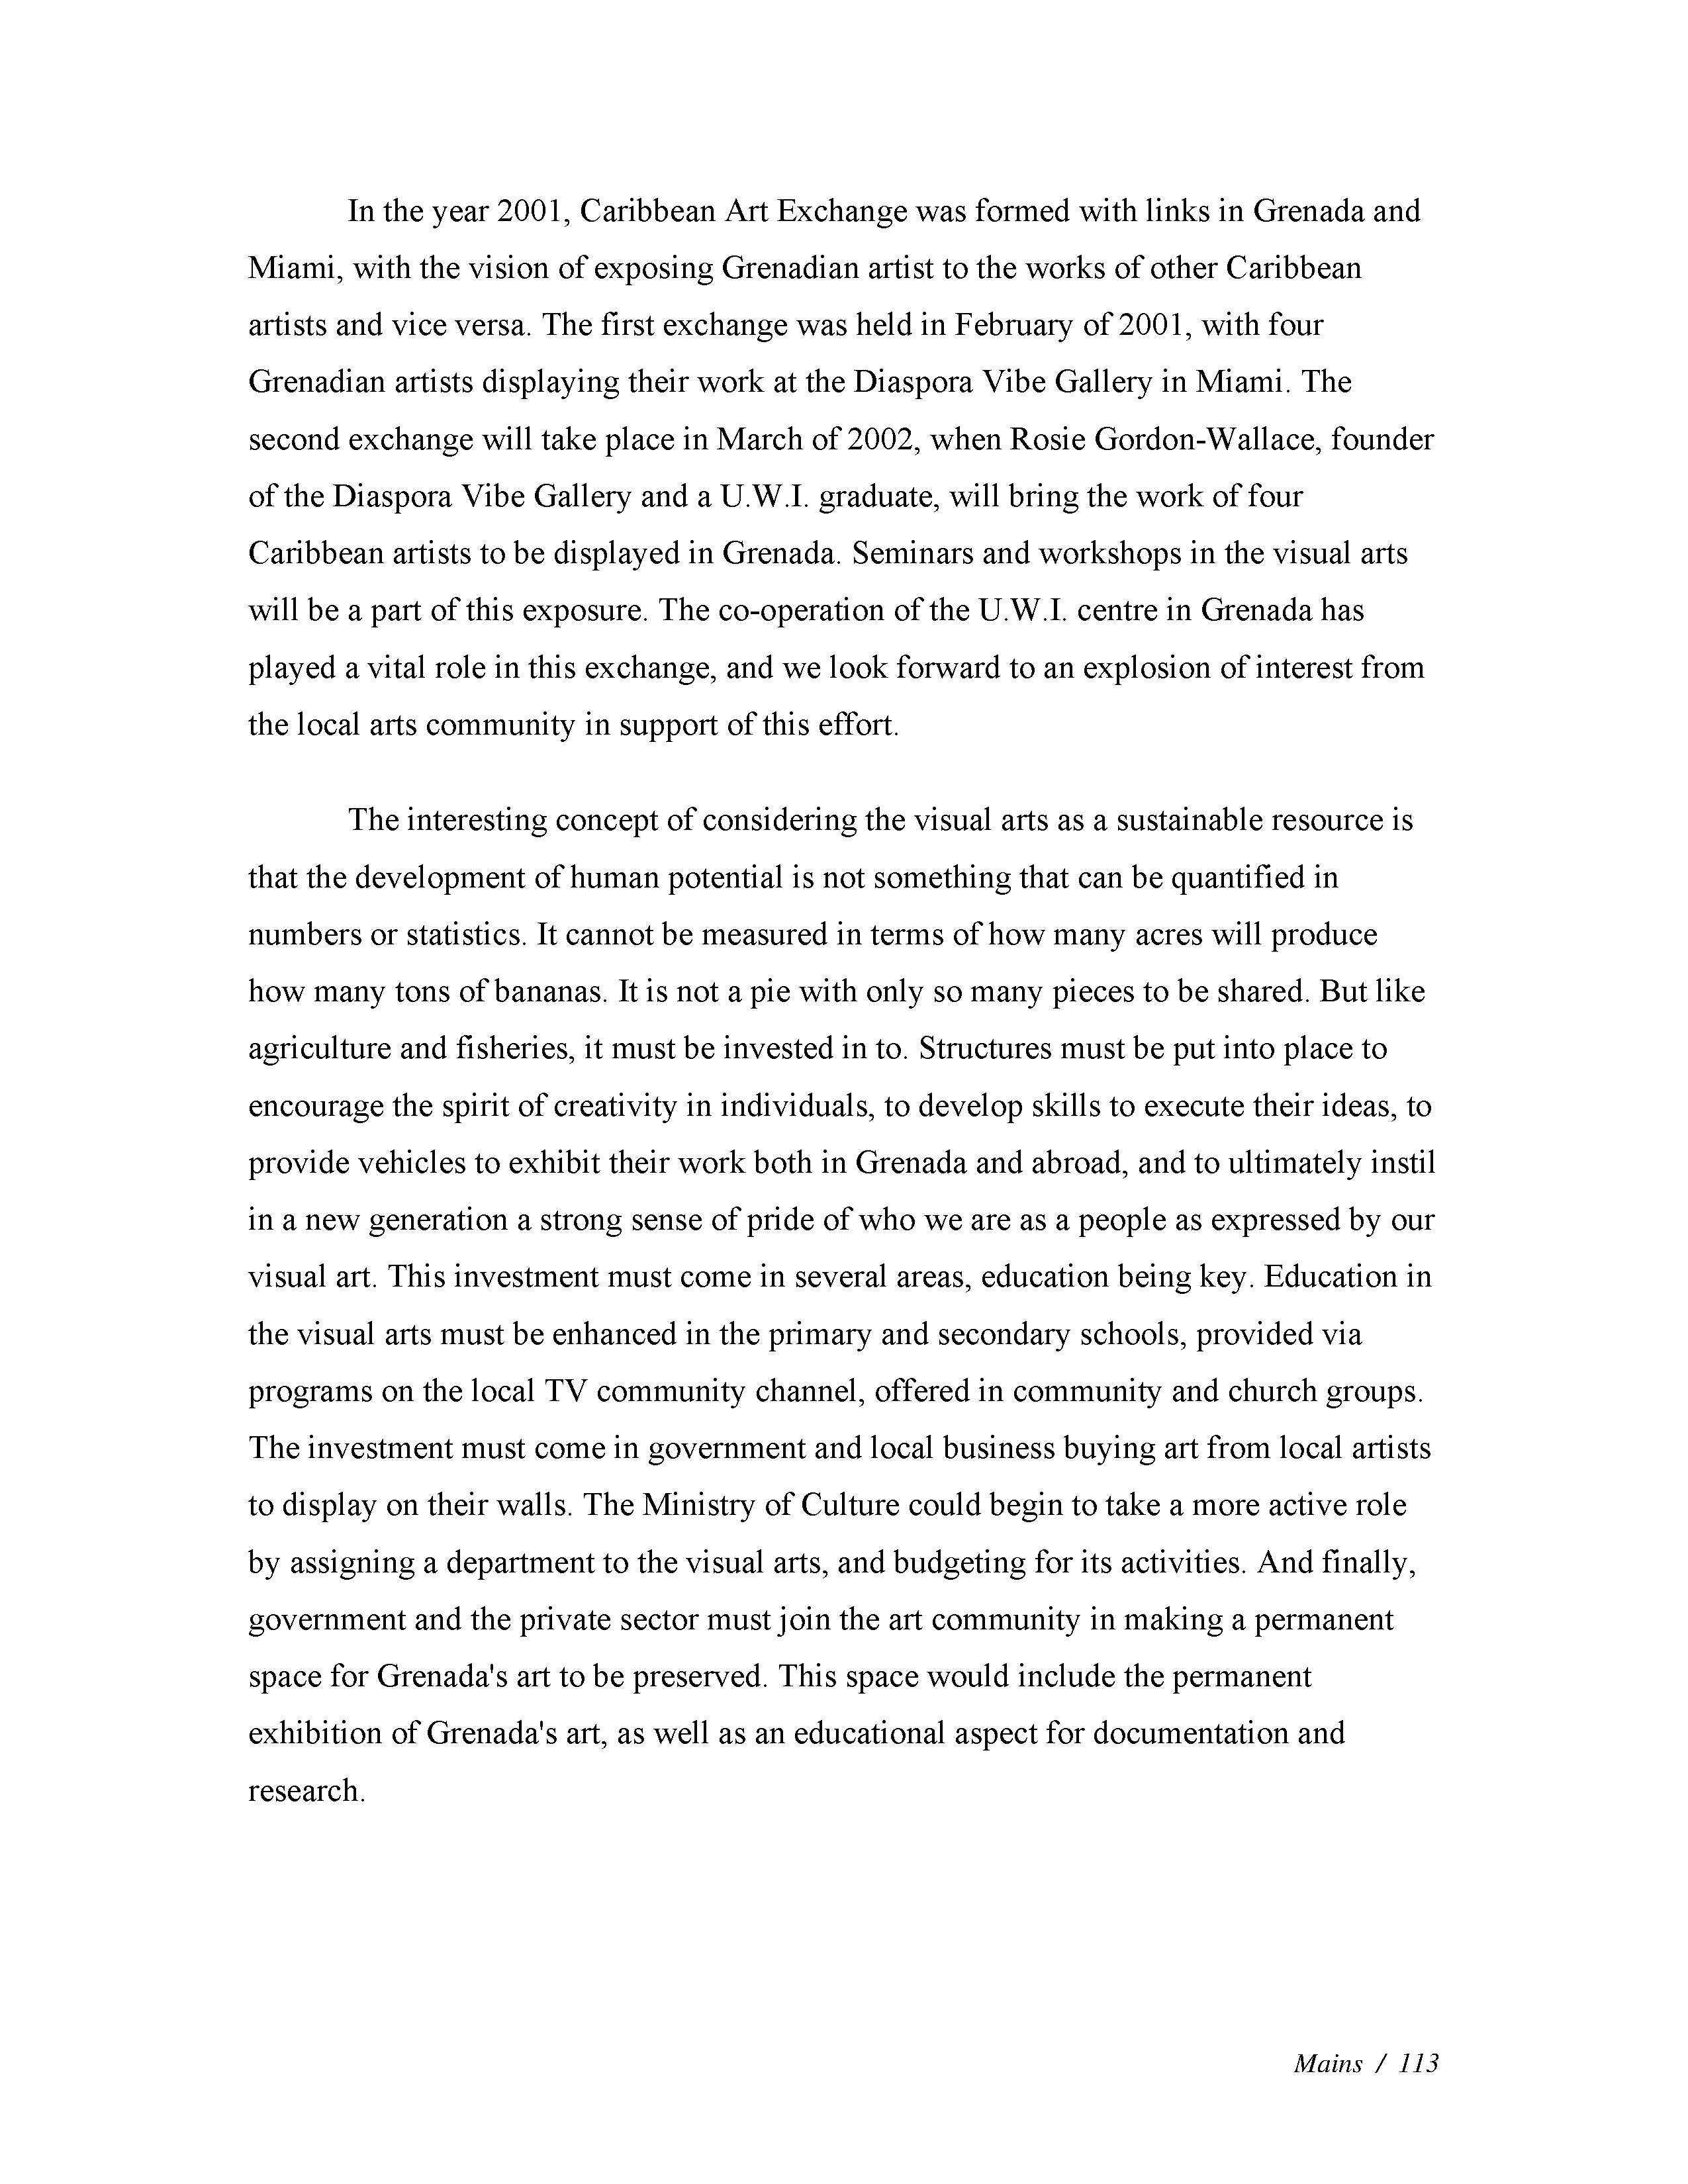 In the year 2001, Caribbean Art Exchange was formed with links in Grenada and
Miami, with the vision of exposing Grenadian artist to the works of other Caribbean
artists and vice versa. The first exchange was held in February of 2001, with four
Grenadian artists displaying their work at the Diaspora Vibe Gallery in Miami. The
second exchange will take place in March of 2002, when Rosie Gordon-Wallace, founder
of the Diaspora Vibe Gallery and a U.W.I. graduate, will bring the work of four
Caribbean artists to be displayed in Grenada. Seminars and workshops in the visual arts
will be a part of this exposure. The co-operation of the U.W.I. centre in Grenada has
played a vital role in this exchange, and we look forward to an explosion of interest from
the local arts community in support of this effort.
The interesting concept of considering the visual arts as a sustainable resource is
that the development of human potential is not something that can be quantified in
numbers or statistics. It cannot be measured in terms of how many acres will produce
how many tons of bananas. It is not a pie with only so many pieces to be shared. But like
agriculture and fisheries, it must be invested in to. Structures must be put into place to
encourage the spirit of creativity in individuals, to develop skills to execute their ideas, to
provide vehicles to exhibit their work both in Grenada and abroad, and to ultimately instil
in a new generation a strong sense of pride of who we are as a people as expressed by our
visual art. This investment must come in several areas, education being key. Education in
the visual arts must be enhanced in the primary and secondary schools, provided via
programs on the local TV community channel, offered in community and church groups.
The investment must come in government and local business buying art from local artists
to display on their walls. The Ministry of Culture could begin to take a more active role
by assigning a department to the visual arts, and budgeting for its activities. And finally,
government and the private sector must join the art community in making a permanent
space for Grenada's art to be preserved. This space would include the permanent
exhibition of Grenada's art, as well as an educational aspect for documentation and
research.
Mains / 113